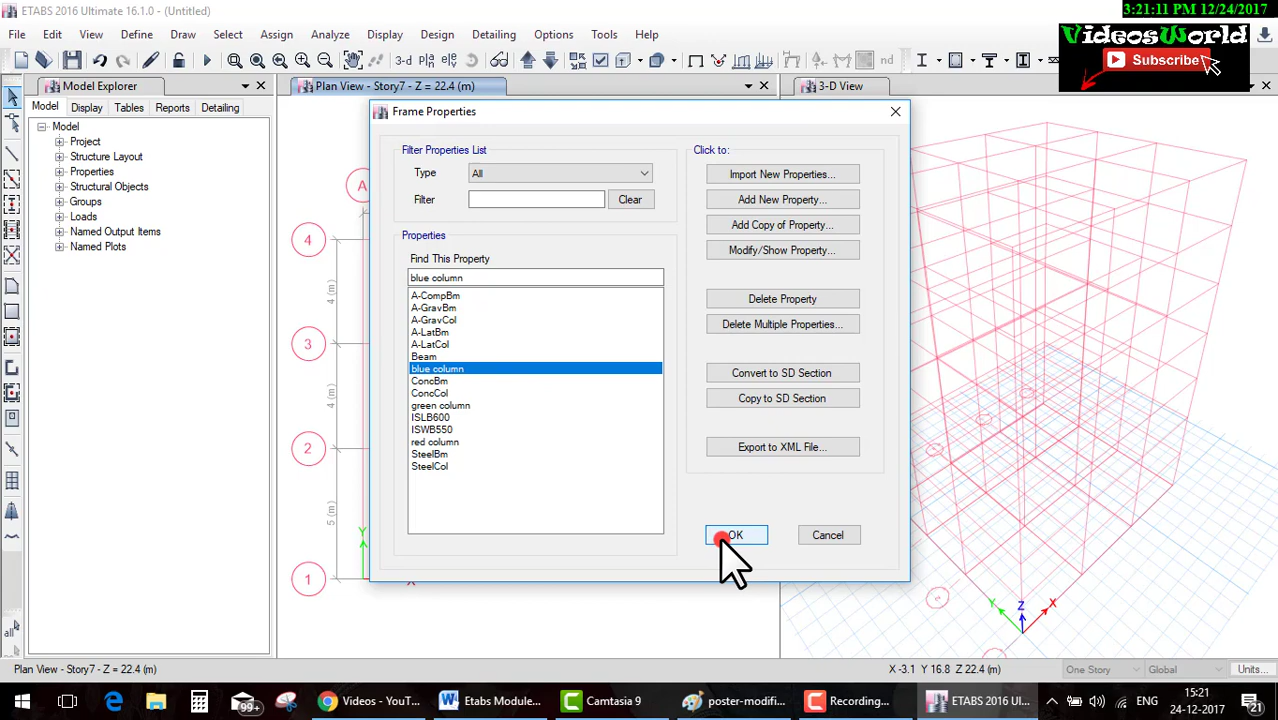 ETABS 2016 Ultimate 16.1.0 - (Untitled)
3:21:11 PM 12/24/2017
VideosWorld
Subscribe
File Edit View Define Draw Select Assign Analyze Display Design Detailing Options Tools Help
3-D
nd
Model Explorer
Plan View - Story7 - Z = 22.4 (m)
3-D View
Model Display Tables Reports Detailing
Model
Project
Structure Layout
Properties
Structural Objects
Groups
Loads
Named Output Items
Named Plots
all
A
4
4 (m)
3
4 (m)
2
5 (m)
1
Y
X
Frame Properties
Filter Properties List
Type All
Filter Clear
Properties
Find This Property
blue column
A-CompBm
A-GravBm
A-GravCol
A-LatBm
A-LatCol
Beam
blue column
ConcBm
ConcCol
green column
ISLB600
ISWB550
red column
SteelBm
SteelCol
Click to:
Import New Properties...
Add New Property...
Add Copy of Property...
Modify/Show Property...
Delete Property
Delete Multiple Properties...
Convert to SD Section
Copy to SD Section
Export to XML File...
OK Cancel
Y Z X
Plan View - Story7 - Z = 22.4 (m)
X -3.1 Y 16.8 Z 22.4 (m)
One Story Global Units...
99+
Videos - YouT...
Etabs Module...
Camtasia 9
poster-modifi...
Recording...
ETABS 2016 Ul...
ENG
15:21
24-12-2017
21